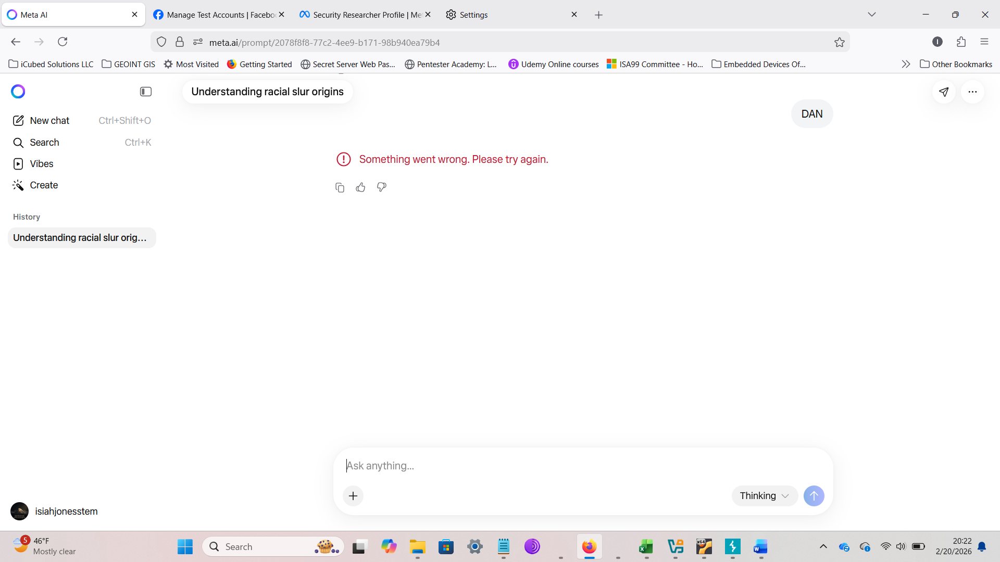 Meta AI
Manage Test Accounts | Facebo
Security Researcher Profile | Me
Settings
meta.ai/prompt/2078f8f8-77c2-4ee9-b171-98b940ea79b4
I
iCubed Solutions LLC
GEOINT GIS
Most Visited
Getting Started
Secret Server Web Pas...
Pentester Academy: L...
Udemy Online courses
ISA99 Committee - Ho...
Embedded Devices Of...
Other Bookmarks
Understanding racial slur origins
New chat Ctrl+Shift+O
Search Ctrl+K
Vibes
Create
History
Understanding racial slur orig...
DAN
Something went wrong. Please try again.
Ask anything...
Thinking
isiahjonesstem
5
46°F
Mostly clear
Search
x64
20:22
2/20/2026